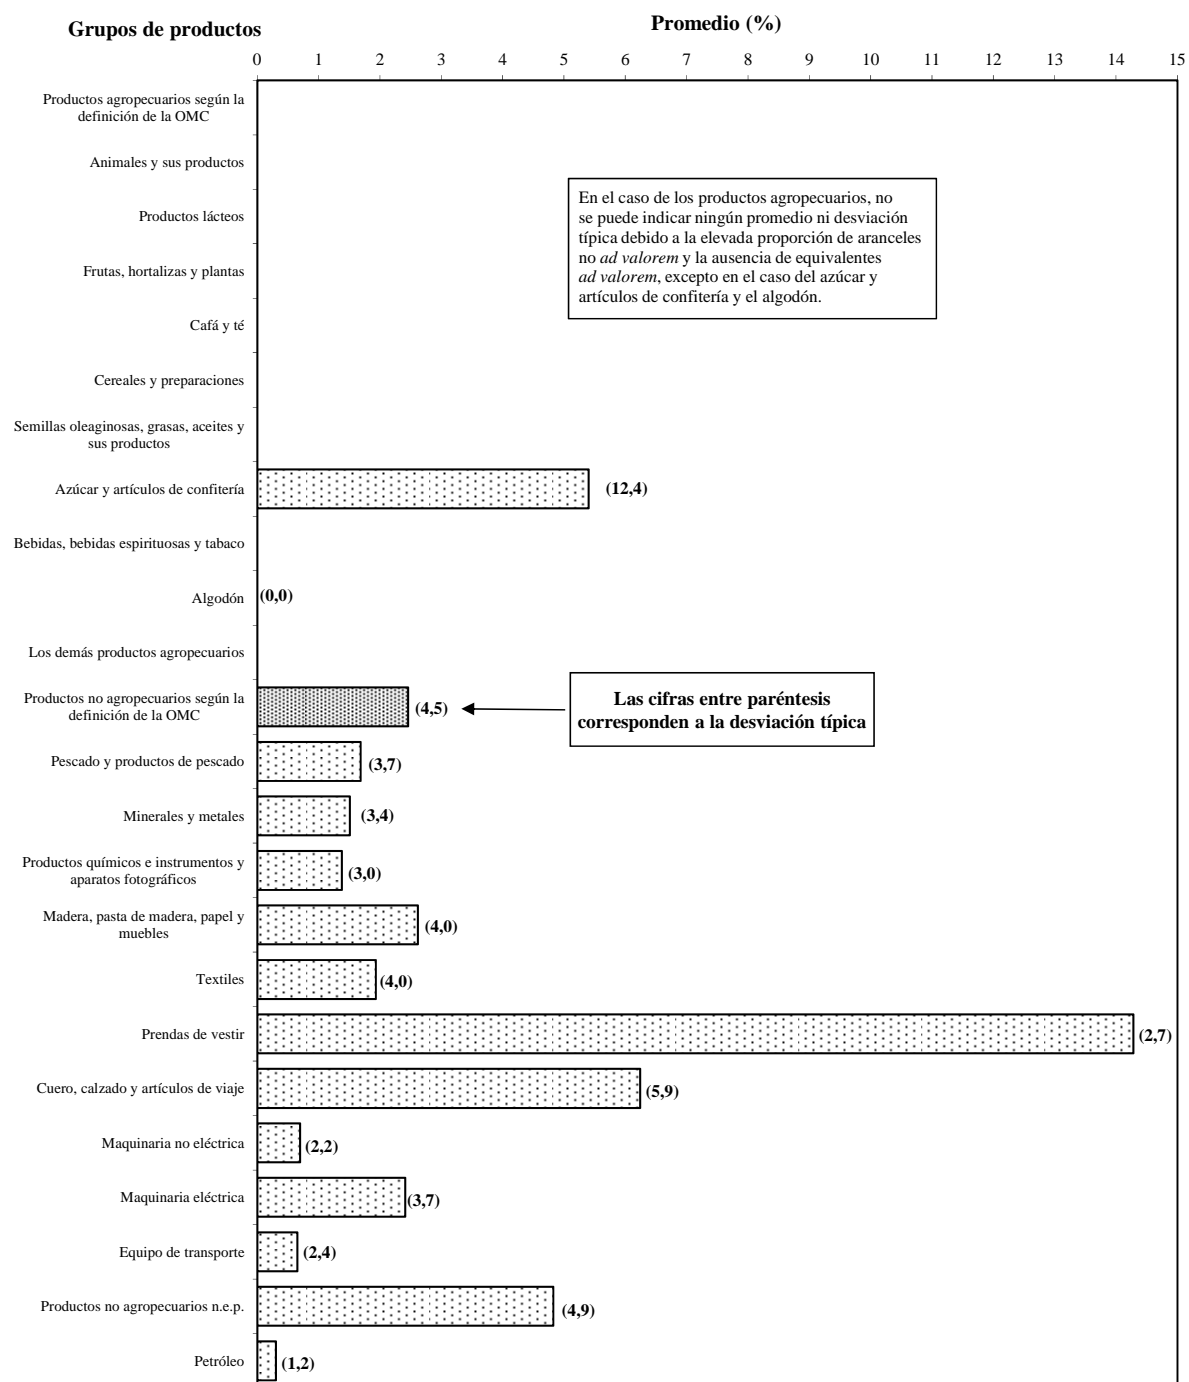 Grupos de productos
Promedio (%)
0 1 2 3 4 5 6 7 8 9 10 11 12 13 14 15
Productos agropecuarios según la
definición de la OMC
Animales y sus productos
Productos lácteos
Frutas, hortalizas y plantas
Cafá y té
Cereales y preparaciones
Semillas oleaginosas, grasas, aceites y
sus productos
En el caso de los productos agropecuarios, no
se puede indicar ningún promedio ni desviación
típica debido a la elevada proporción de aranceles
no ad valorem y la ausencia de equivalentes
ad valorem, excepto en el caso del azúcar y
artículos de confitería y el algodón.
Azúcar y artículos de confitería
(12,4)
Bebidas, bebidas espirituosas y tabaco
Algodón
(0,0)
Los demás productos agropecuarios
Productos no agropecuarios según la
definición de la OMC
(4,5)
Las cifras entre paréntesis
corresponden a la desviación típica
Pescado y productos de pescado
(3,7)
Minerales y metales
(3,4)
Productos químicos e instrumentos y
aparatos fotográficos
(3,0)
Madera, pasta de madera, papel y
muebles
(4,0)
Textiles
(4,0)
Prendas de vestir
(2,7)
Cuero, calzado y artículos de viaje
(5,9)
Maquinaria no eléctrica
(2,2)
Maquinaria eléctrica
(3,7)
Equipo de transporte
(2,4)
Productos no agropecuarios n.e.p.
(4,9)
Petróleo
(1,2)